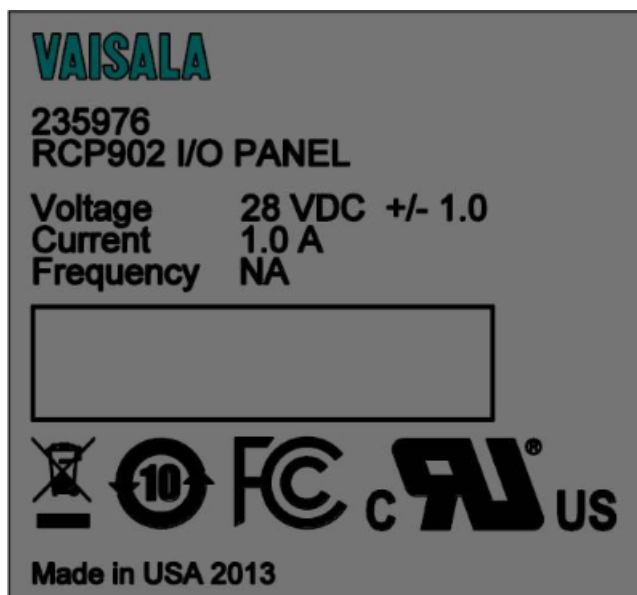 VAISALA
235976
RCP902 I/O PANEL
Voltage 28 VDC +/- 1.0
Current 1.0 A
Frequency NA
10 FC C RU ® US
Made in USA 2013